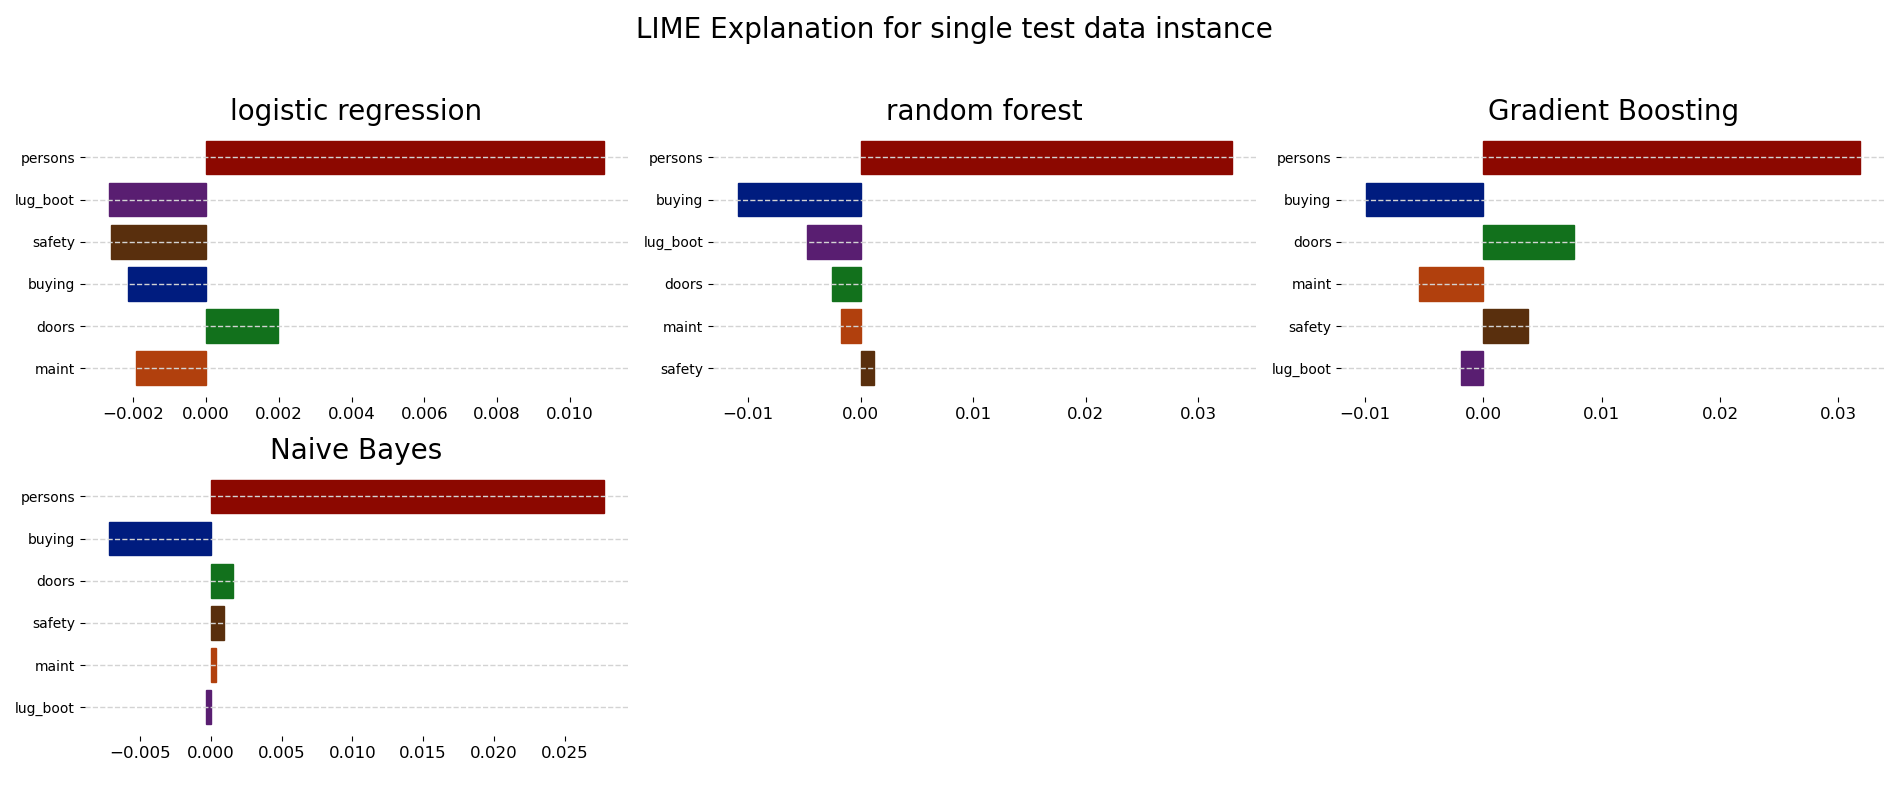 LIME Explanation for single test data instance
logistic regression
persons
lug_boot
safety
buying
doors
maint
−0.002 0.000 0.002 0.004 0.006 0.008 0.010
random forest
persons
buying
lug_boot
doors
maint
safety
−0.01 0.00 0.01 0.02 0.03
Gradient Boosting
persons
buying
doors
maint
safety
lug_boot
−0.01 0.00 0.01 0.02 0.03
Naive Bayes
persons
buying
doors
safety
maint
lug_boot
−0.005 0.000 0.005 0.010 0.015 0.020 0.025